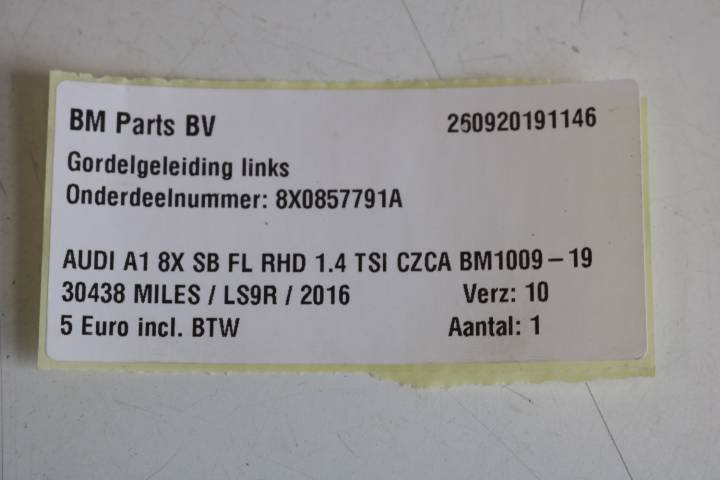 BM Parts BV 250920191146
Gordelgeleiding links
Onderdeelnummer: 8X0857791A
AUDI A1 8X SB FL RHD 1.4 TSI CZCA BM1009-19
30438 MILES / LS9R / 2016 Verz: 10
5 Euro incl. BTW Aantal: 1